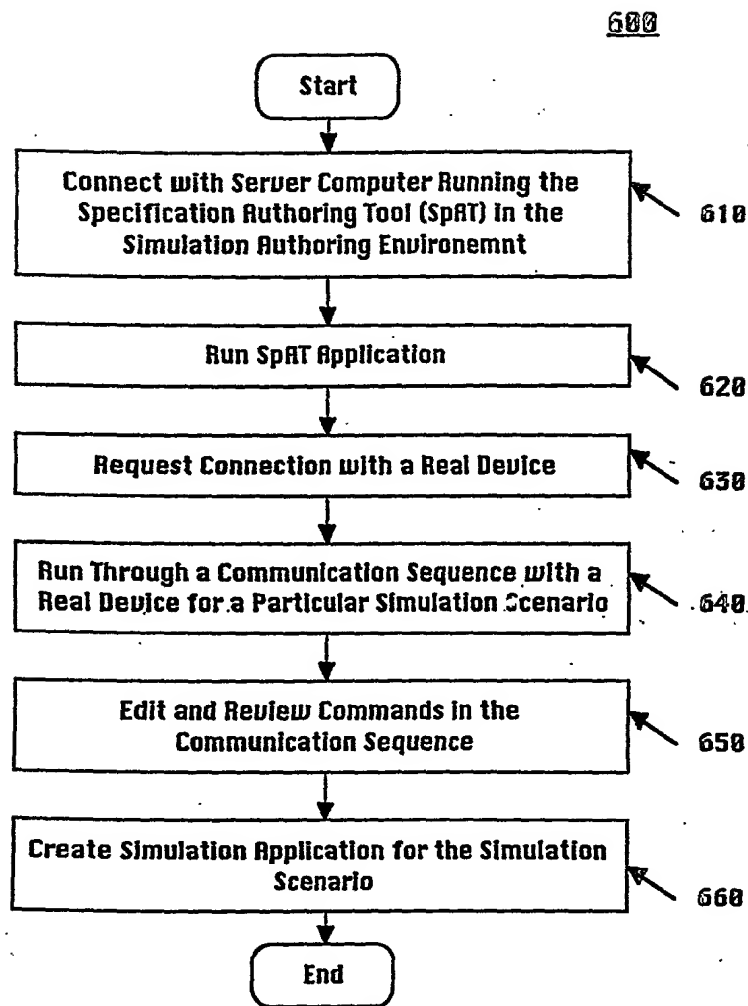 600
Start
Connect with Server Computer Running the
Specification Authoring Tool (SpAT) in the
Simulation Authoring Environemnt
610
Run SpAT Application
620
Request Connection with a Real Device
630
Run Through a Communication Sequence with a
Real Device for a Particular Simulation Scenario
640
Edit and Review Commands in the
Communication Sequence
650
Create Simulation Application for the Simulation
Scenario
660
End